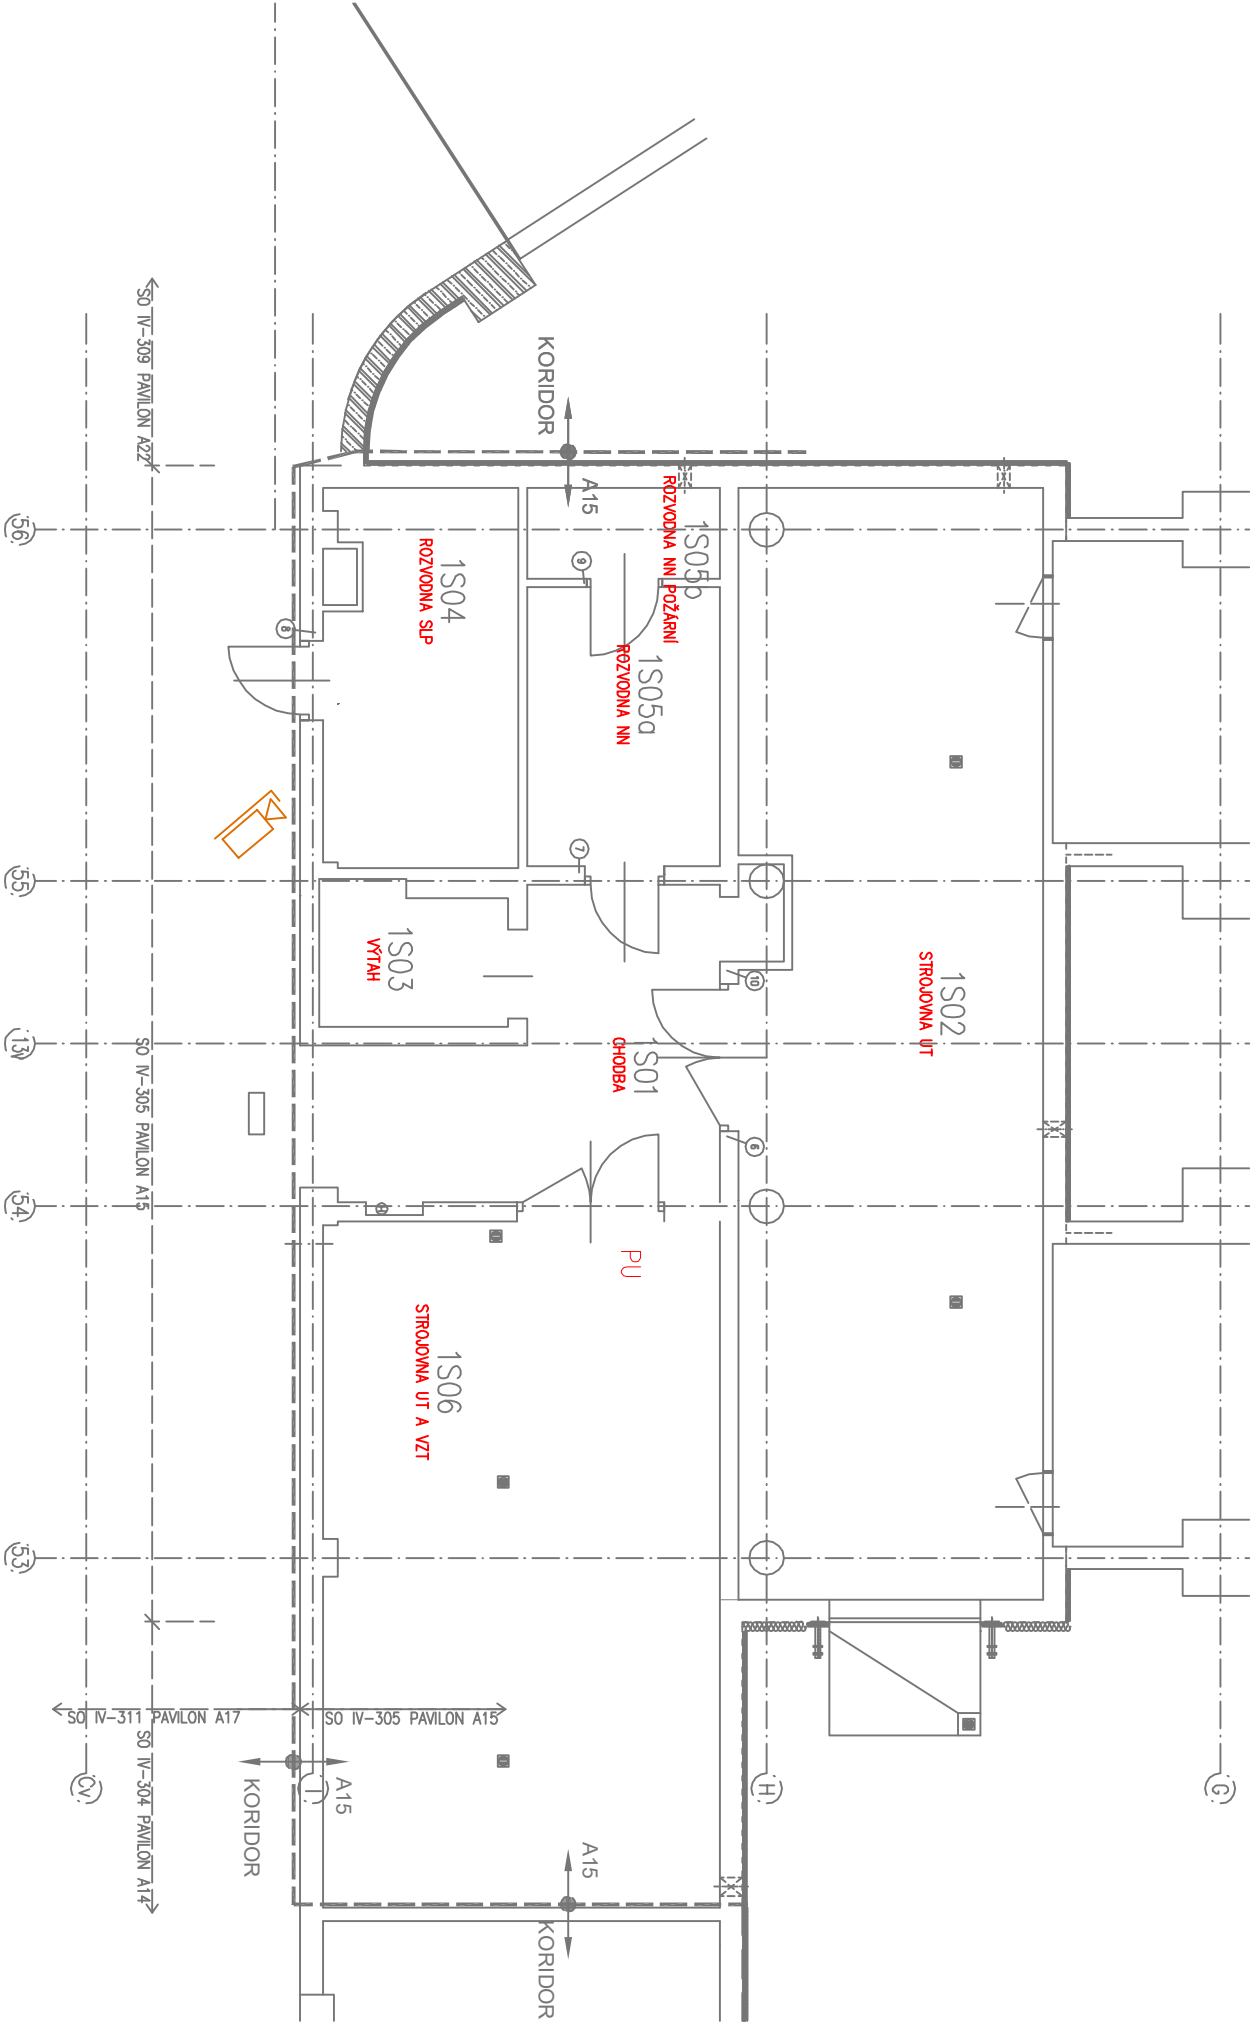 SO IV-309 PAVILON A22
SO IV-305 PAVILON A15
SO IV-304 PAVILON A14
SO IV-311 PAVILON A17
SO IV-305 PAVILON A15
KORIDOR
A15
KORIDOR
A15
A15
KORIDOR
1S05b
ROZVODNA NN POŽÁRNÍ
1S05a
ROZVODNA NN
1S04
ROZVODNA SLP
1S03
VÝTAH
1S02
STROJOVNA UT
1S01
CHODBA
PU
1S06
STROJOVNA UT A VZT
56
55
13v
54
53
Cv
I
H
G
6
7
8
9
10